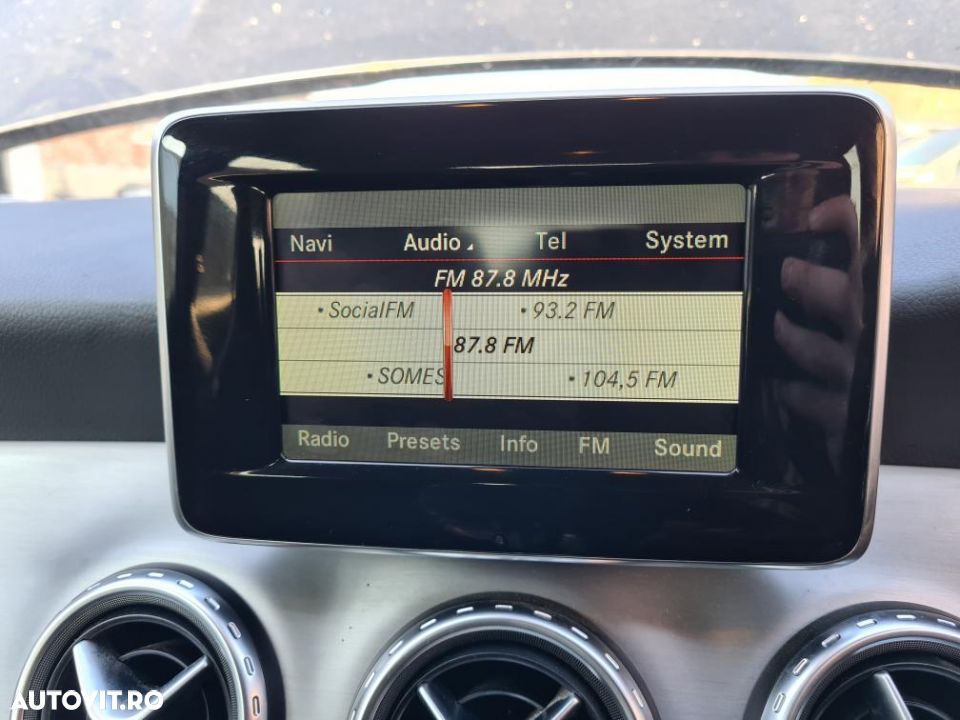 Navi Audio Tel System
FM 87.8 MHz
• SocialFM • 93.2 FM
87.8 FM
• SOMES • 104,5 FM
Radio Presets Info FM Sound
AUTOVIT.RO